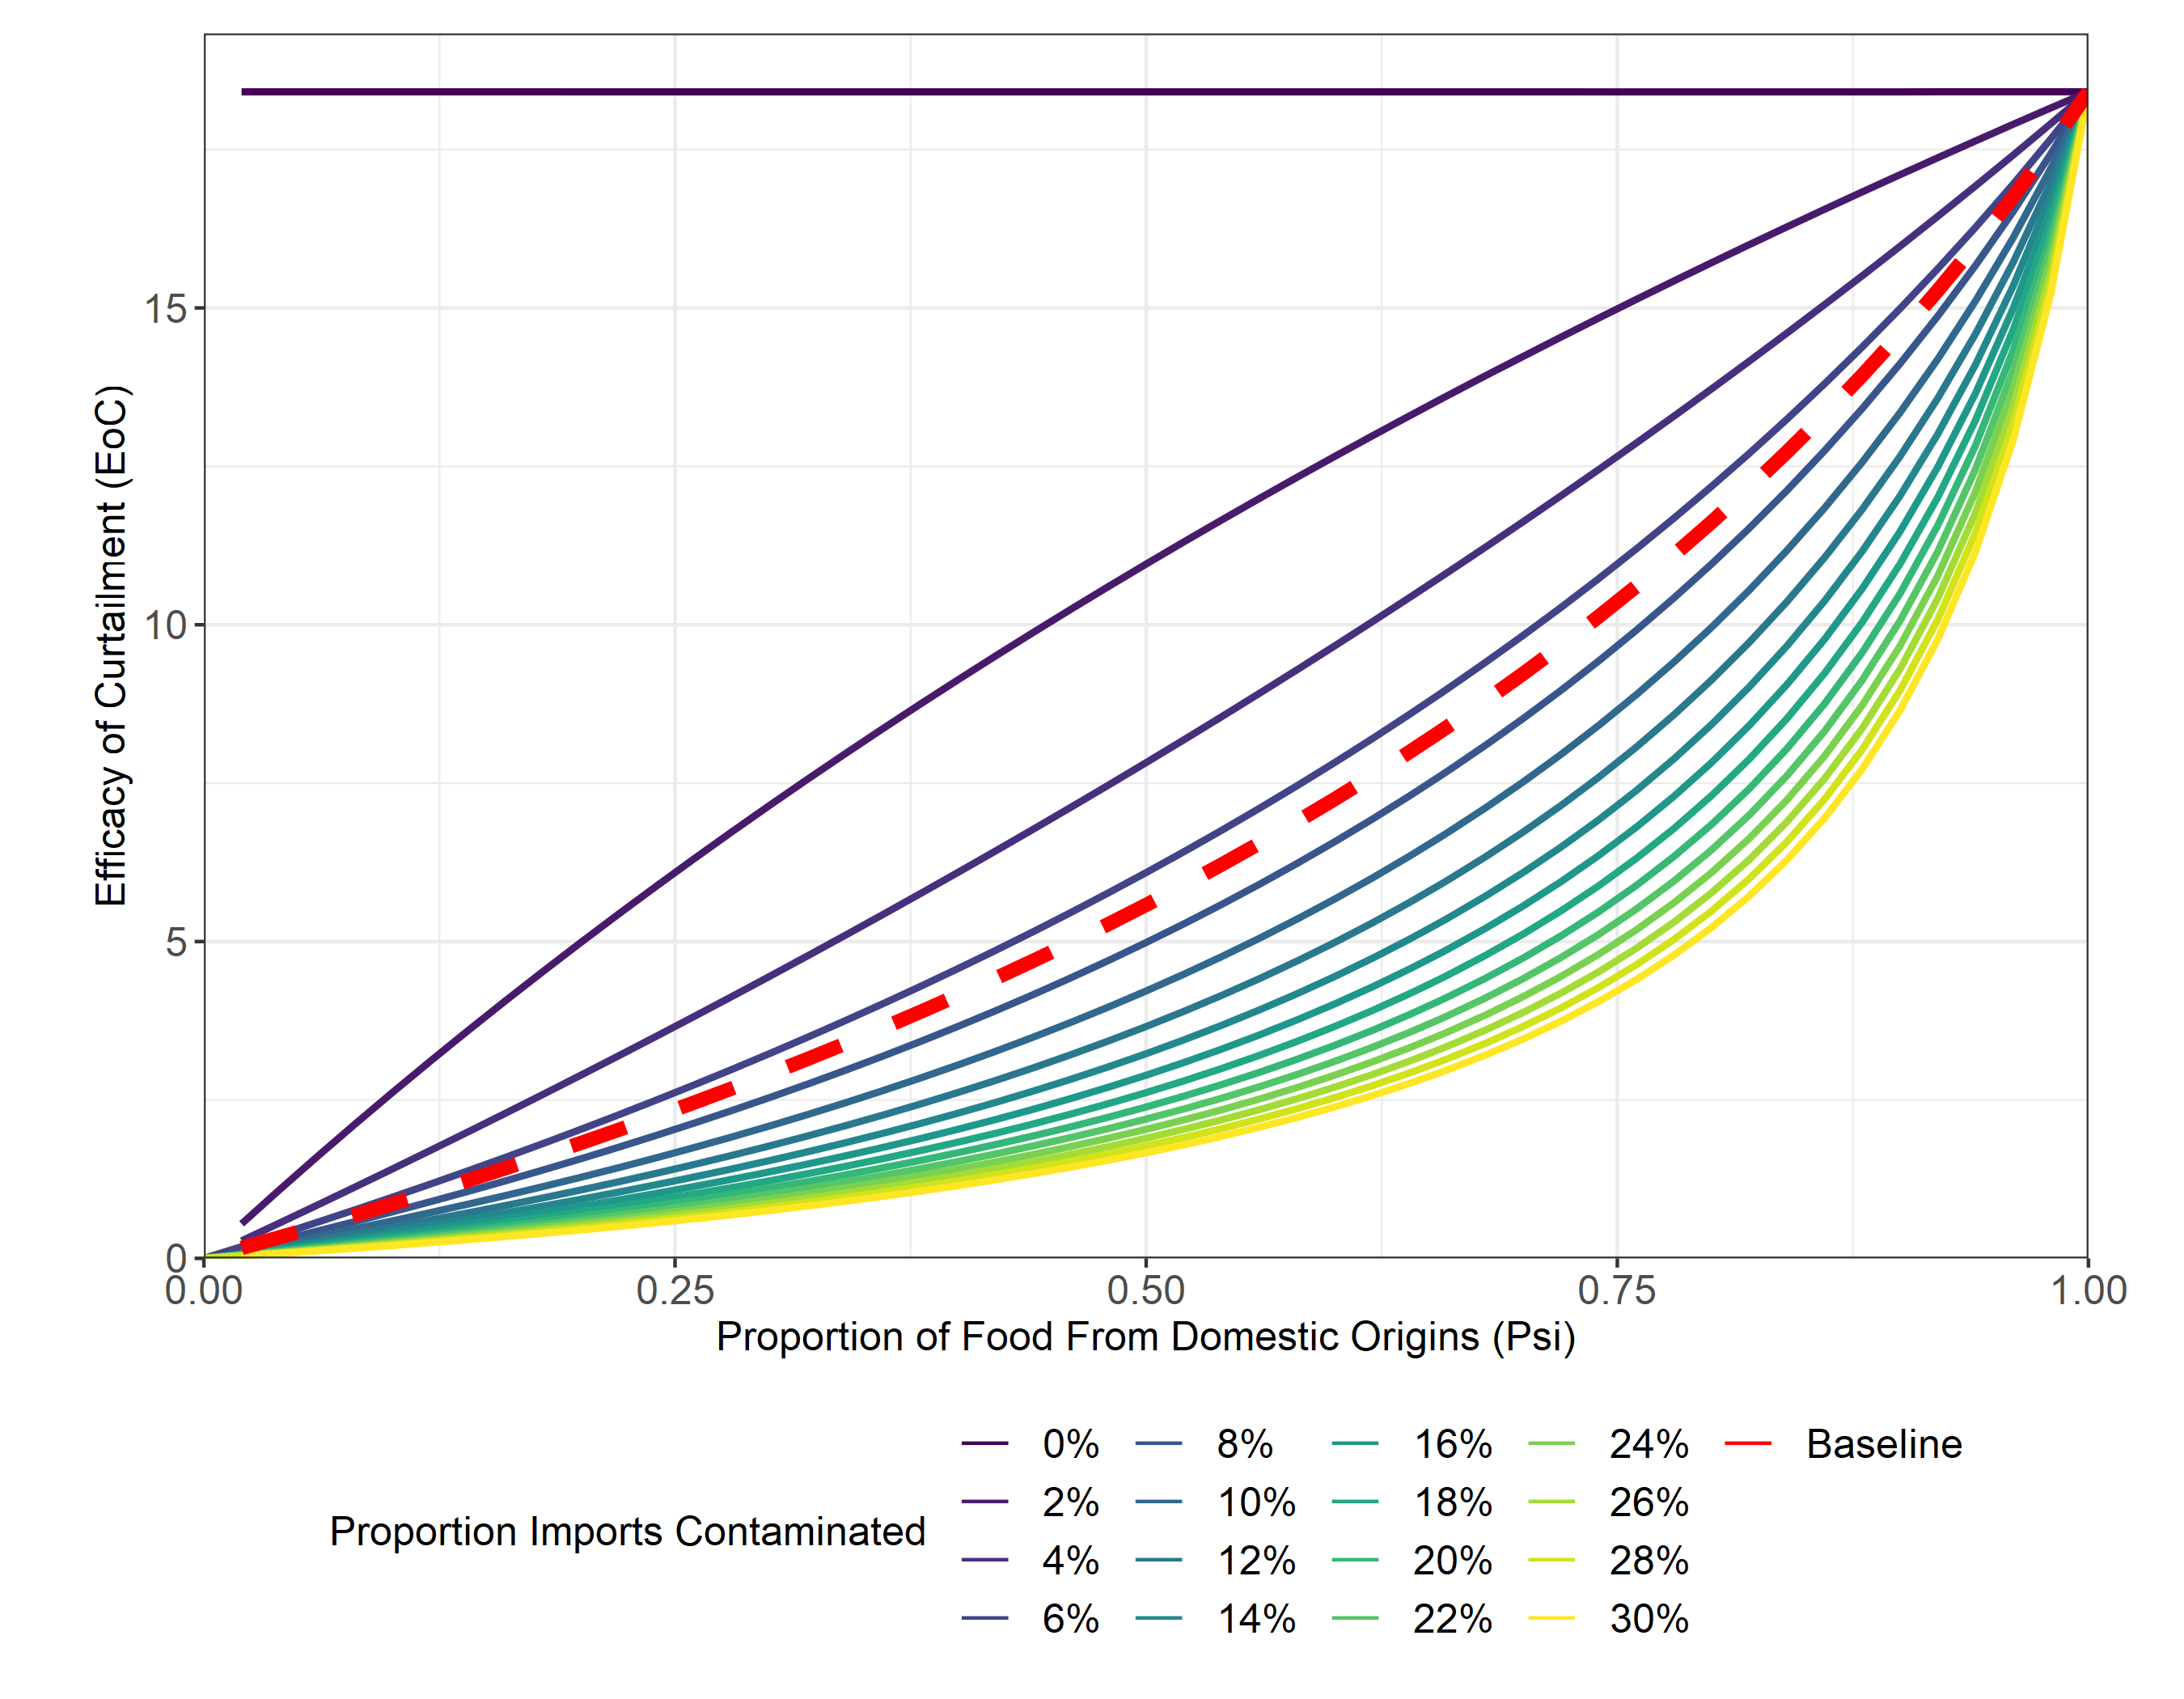 Efficacy of Curtailment (EoC)
15
10
5
0
0.00 0.25 0.50 0.75 1.00
Proportion of Food From Domestic Origins (Psi)
Proportion Imports Contaminated
0% 8% 16% 24% Baseline
2% 10% 18% 26%
4% 12% 20% 28%
6% 14% 22% 30%